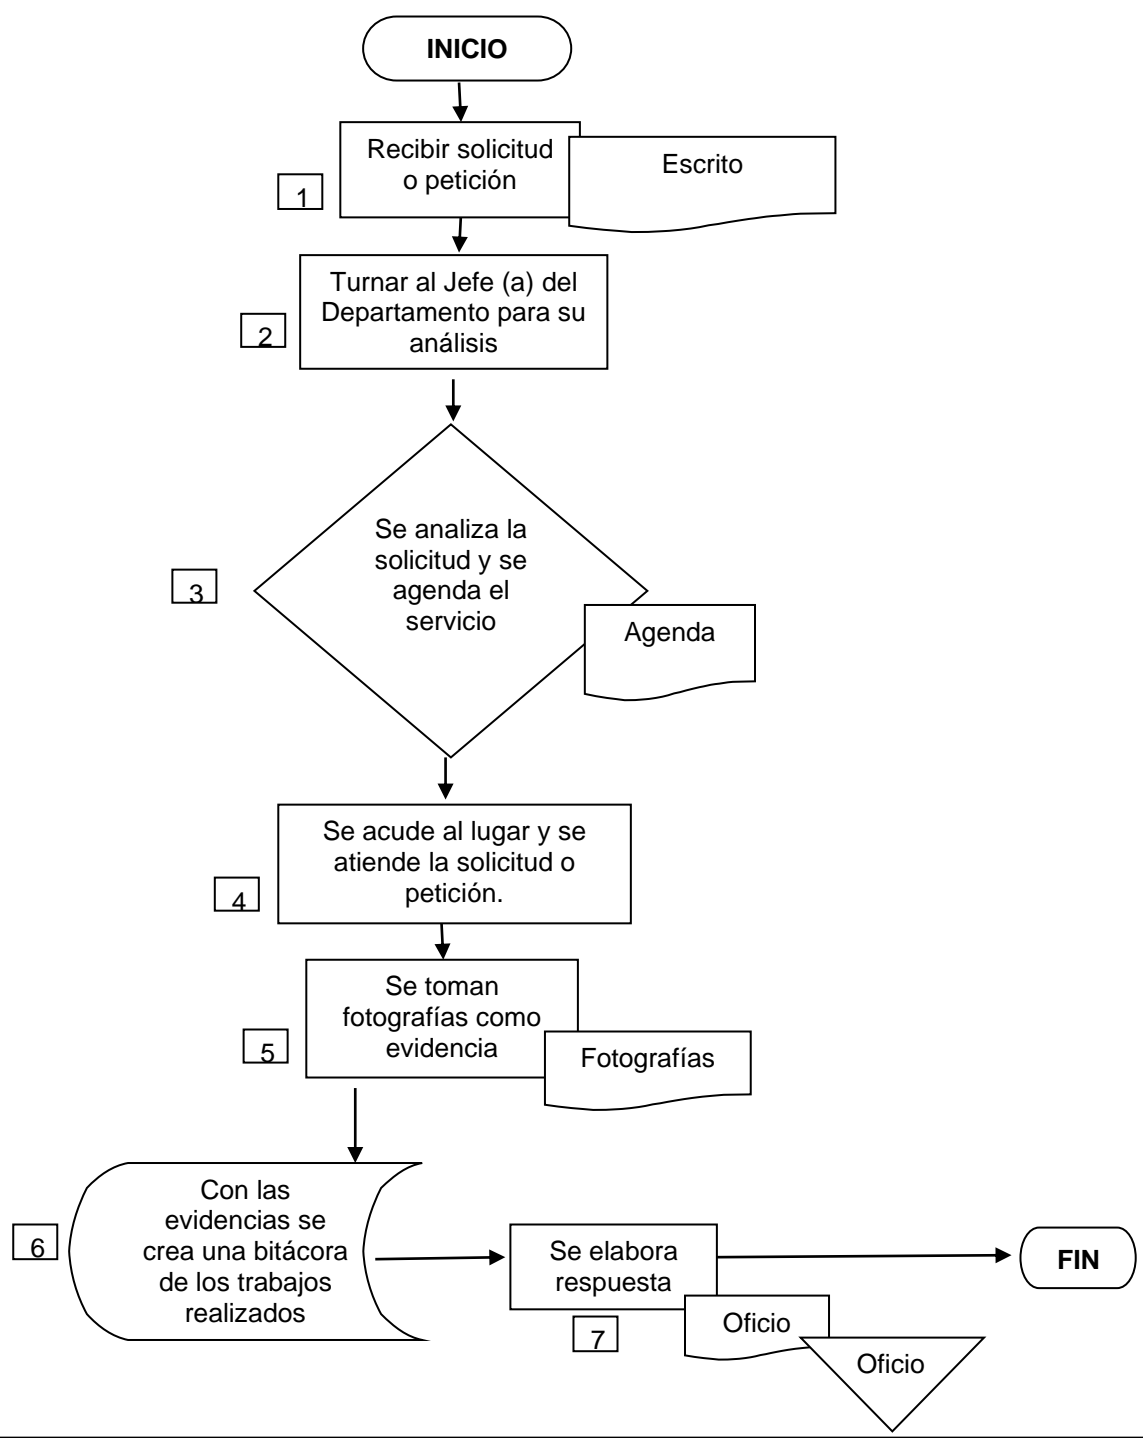 INICIO
Recibir solicitud
o petición
Escrito
1
Turnar al Jefe (a) del
Departamento para su
análisis
2
Se analiza la
solicitud y se
agenda el
servicio
3
Agenda
Se acude al lugar y se
atiende la solicitud o
petición.
4
Se toman
fotografías como
evidencia
5
Fotografías
Con las
evidencias se
crea una bitácora
de los trabajos
realizados
6
Se elabora
respuesta
FIN
7
Oficio
Oficio